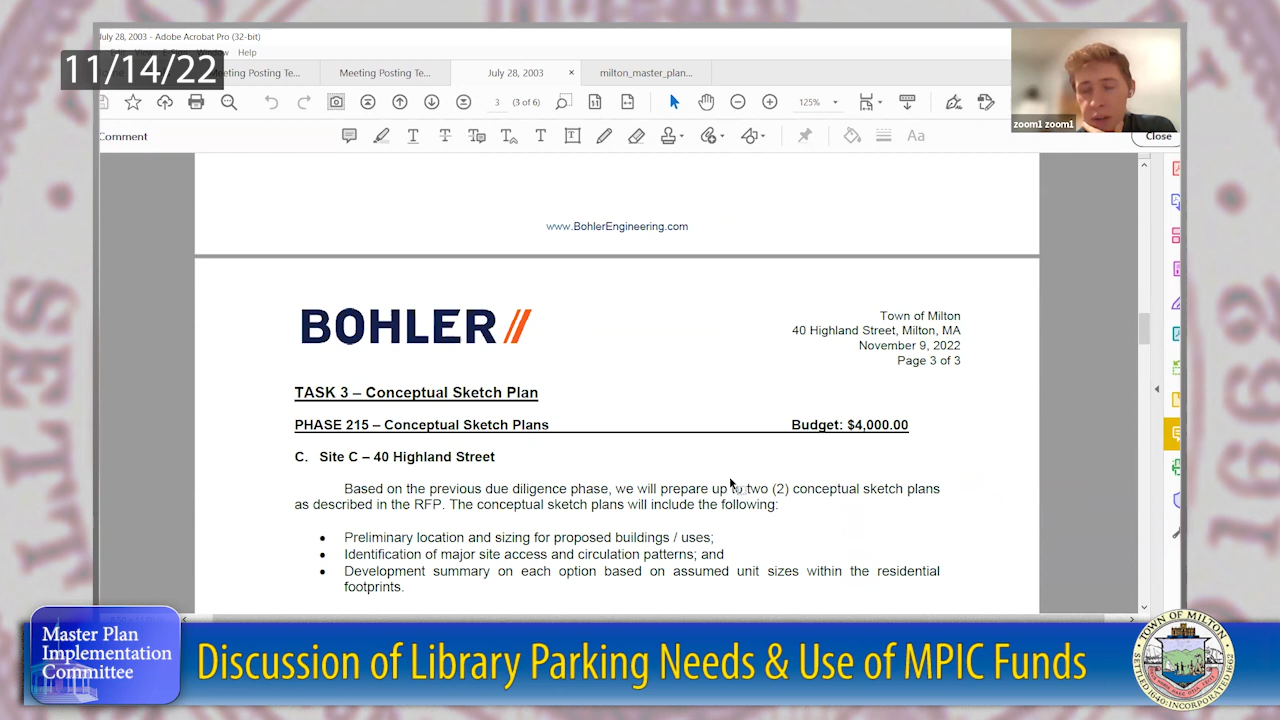 July 28, 2003 - Adobe Acrobat Pro (32-bit)
Window Help
11/14/22
Meeting Posting Te...
Meeting Posting Te...
July 28, 2003
×
milton_master_plan...
3 (3 of 6)
125%
zoom1 zoom1
Comment
Close
www.BohlerEngineering.com
BOHLER//
Town of Milton
40 Highland Street, Milton, MA
November 9, 2022
Page 3 of 3
TASK 3 – Conceptual Sketch Plan
PHASE 215 – Conceptual Sketch Plans Budget: $4,000.00
C. Site C – 40 Highland Street
Based on the previous due diligence phase, we will prepare up to two (2) conceptual sketch plans
as described in the RFP. The conceptual sketch plans will include the following:
• Preliminary location and sizing for proposed buildings / uses;
• Identification of major site access and circulation patterns; and
• Development summary on each option based on assumed unit sizes within the residential
footprints.
Master Plan
Implementation
Committee
Discussion of Library Parking Needs & Use of MPIC Funds
TOWN OF MILTON